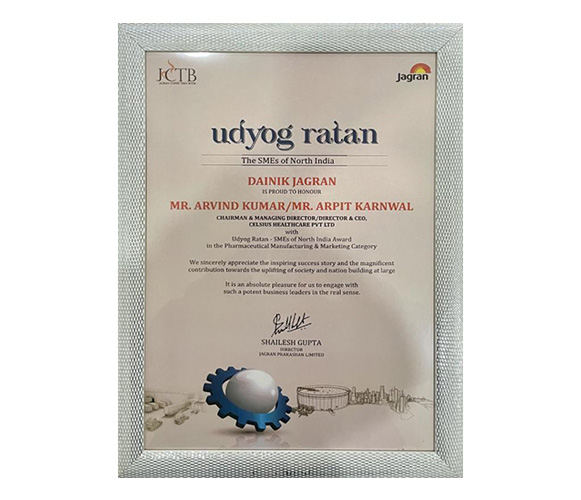 JCTB
Jagran
udyog ratan
The SMEs of North India
DAINIK JAGRAN
IS PROUD TO HONOUR
MR. ARVIND KUMAR/MR. ARPIT KARNWAL
CHAIRMAN & MANAGING DIRECTOR/DIRECTOR & CEO,
CELSIUS HEALTHCARE PVT LTD
with
Udyog Ratan - SMEs of North India Award
in the Pharmaceutical Manufacturing & Marketing Category
We sincerely appreciate the inspiring success story and the magnificent
contribution towards the uplifting of society and nation building at large
It is an absolute pleasure for us to engage with
such a potent business leaders in the real sense.
SHAILESH GUPTA
DIRECTOR
JAGRAN PRAKASHAN LIMITED